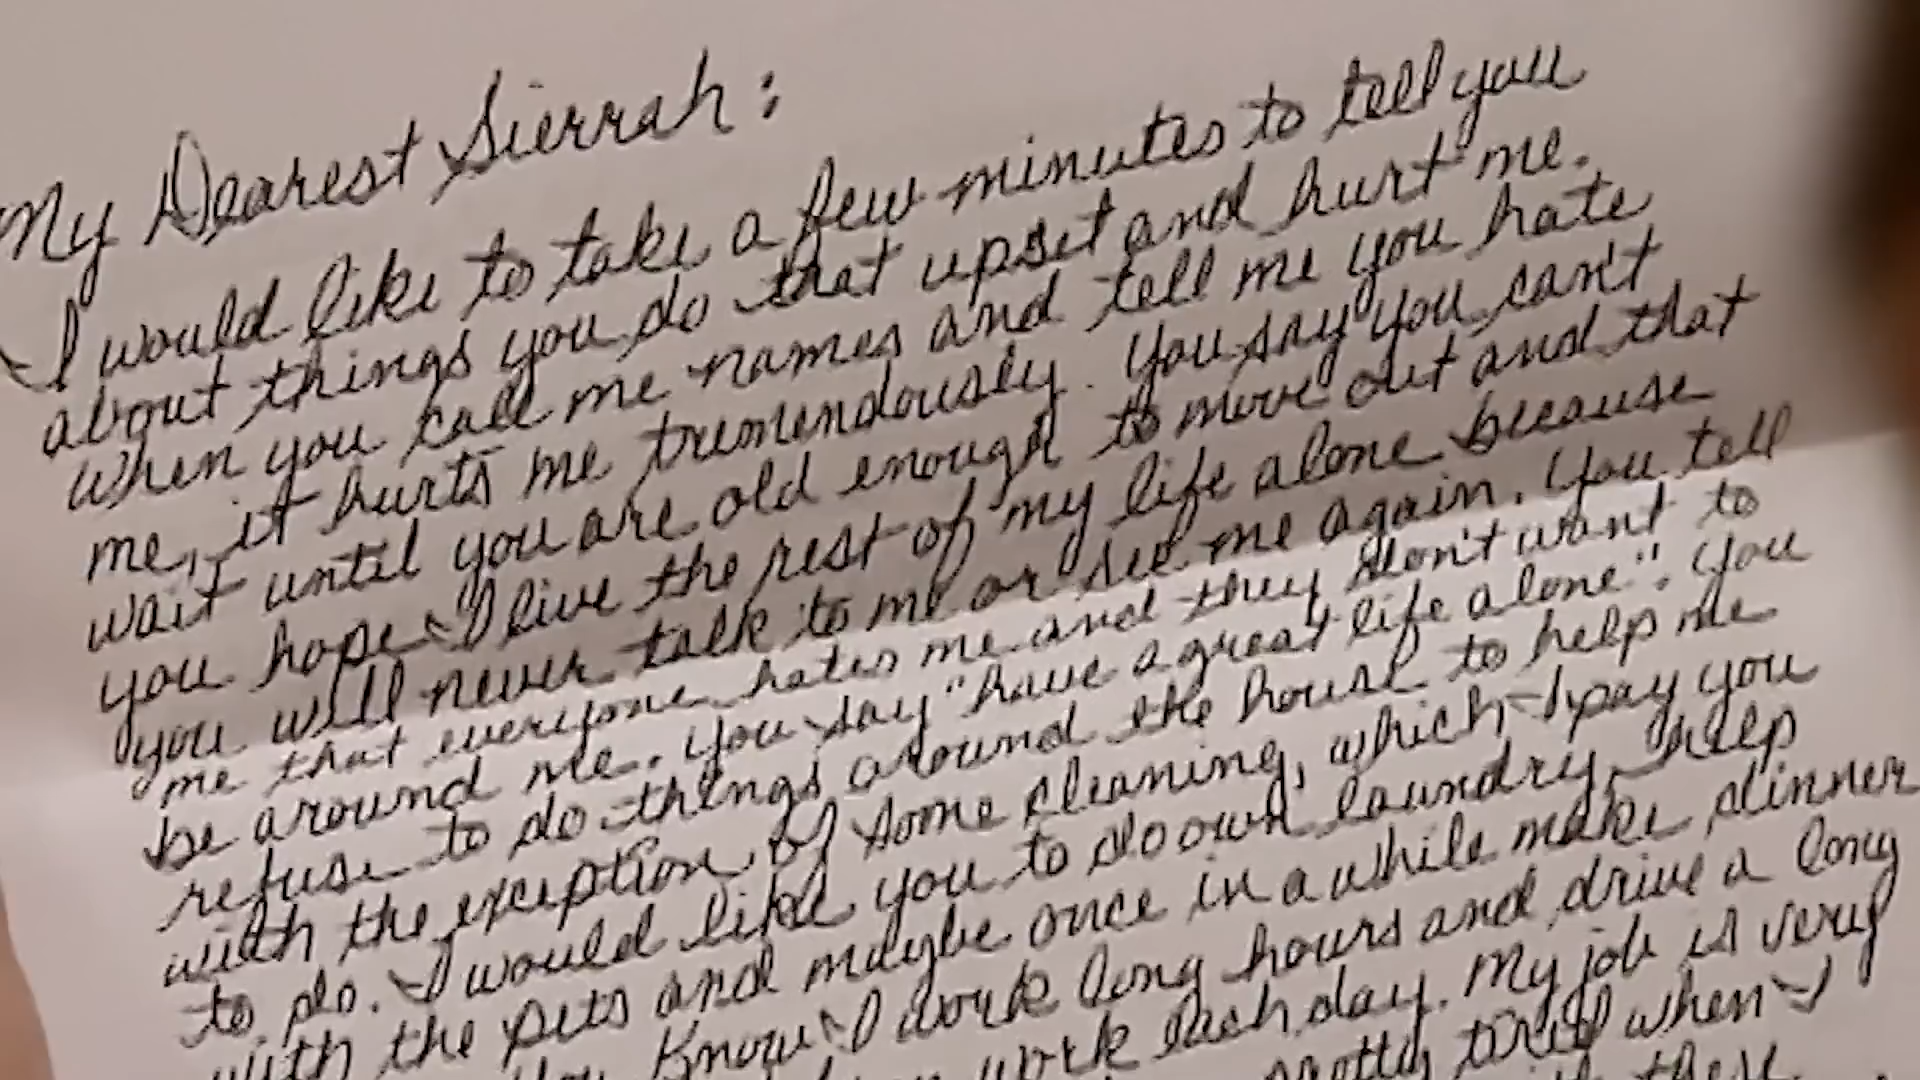 My Dearest Sierrah:
I would like to take a few minutes to tell you
about things you do that upset and hurt me.
When you call me names and tell me you hate
me, it hurts me tremendously. You say you can't
wait until you are old enough to move out and that
you hope I live the rest of my life alone because
you will never talk to me or see me again. You tell
me that everyone hates me and they don't want to
be around me. You say "have a great life alone". You
refuse to do things around the house to help me
with the exception of some cleaning, which I pay you
to do. I would like you to do own laundry, help
with the pets and maybe once in a while make dinner
Know I work long hours and drive a long
work each day. My job is very
pretty tired when I
these